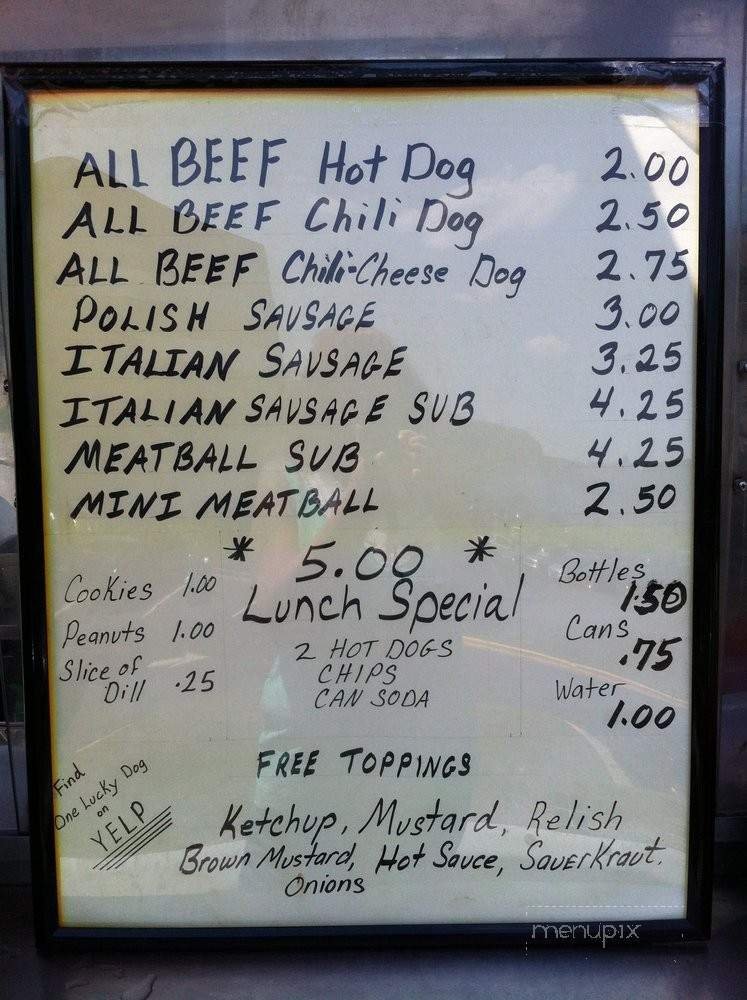 ALL BEEF Hot Dog 2.00
ALL BEEF Chili Dog 2.50
ALL BEEF Chili-Cheese Dog 2.75
POLISH SAUSAGE 3.00
ITALIAN SAUSAGE 3.25
ITALIAN SAUSAGE SUB 4.25
MEATBALL SUB 4.25
MINI MEATBALL 2.50
Cookies 1.00
Peanuts 1.00
Slice of
Dill .25
* 5.00 *
Lunch Special
2 HOT DOGS
CHIPS
CAN SODA
Bottles
1.50
Cans
.75
Water
1.00
Find
One Lucky Dog
on
YELP
FREE TOPPINGS
Ketchup, Mustard, Relish
Brown Mustard, Hot Sauce, SauerKraut.
Onions
menupix